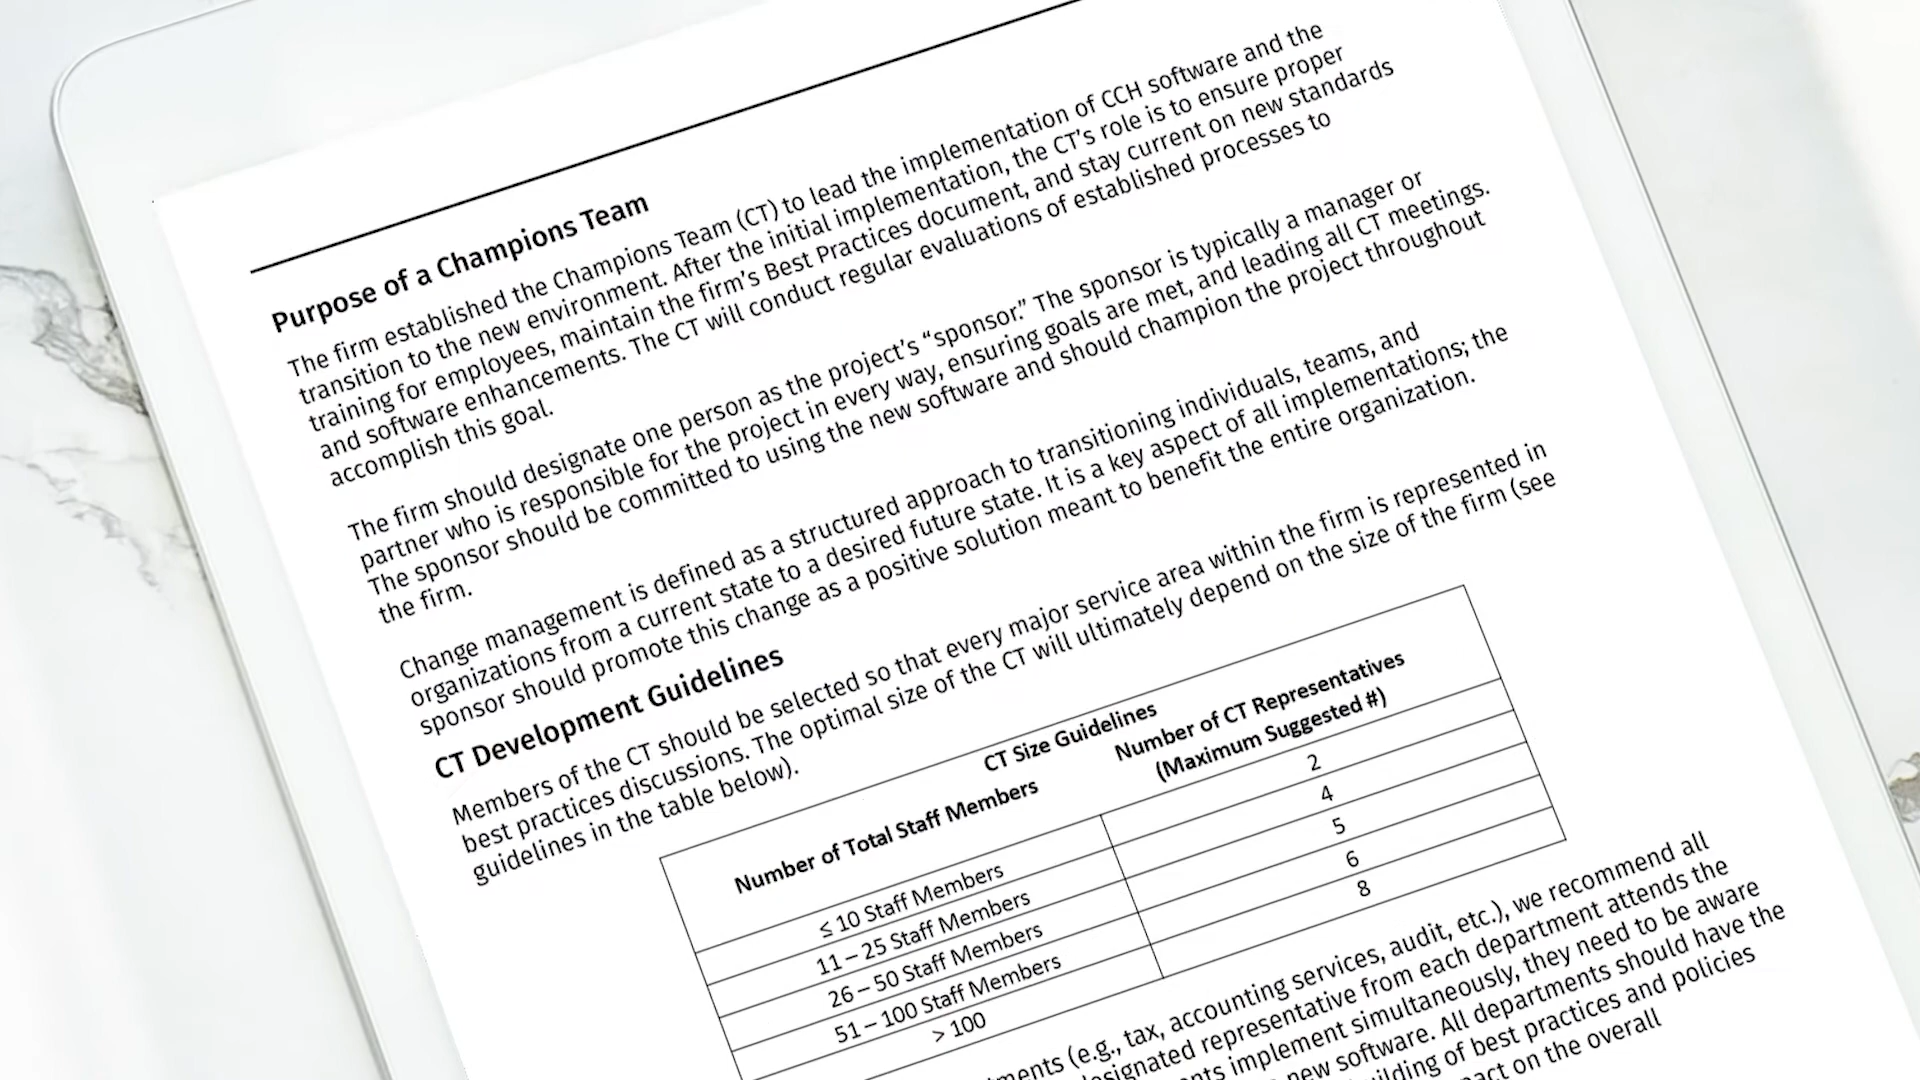 Purpose of a Champions Team
The firm established the Champions Team (CT) to lead the implementation of CCH software and the
transition to the new environment. After the initial implementation, the CT's role is to ensure proper
training for employees, maintain the firm's Best Practices document, and stay current on new standards
and software enhancements. The CT will conduct regular evaluations of established processes to
accomplish this goal.
The firm should designate one person as the project's “sponsor.” The sponsor is typically a manager or
partner who is responsible for the project in every way, ensuring goals are met, and leading all CT meetings.
The sponsor should be committed to using the new software and should champion the project throughout
the firm.
Change management is defined as a structured approach to transitioning individuals, teams, and
organizations from a current state to a desired future state. It is a key aspect of all implementations; the
sponsor should promote this change as a positive solution meant to benefit the entire organization.
CT Development Guidelines
Members of the CT should be selected so that every major service area within the firm is represented in
best practices discussions. The optimal size of the CT will ultimately depend on the size of the firm (see
guidelines in the table below).
CT Size Guidelines
Number of Total Staff Members
Number of CT Representatives
(Maximum Suggested #)
≤ 10 Staff Members 2
11 – 25 Staff Members 4
26 – 50 Staff Members 5
51 – 100 Staff Members 6
> 100 8
(e.g., tax, accounting services, audit, etc.), we recommend all
representative from each department attends the
implement simultaneously, they need to be aware
new software. All departments should have the
of best practices and policies
on the overall